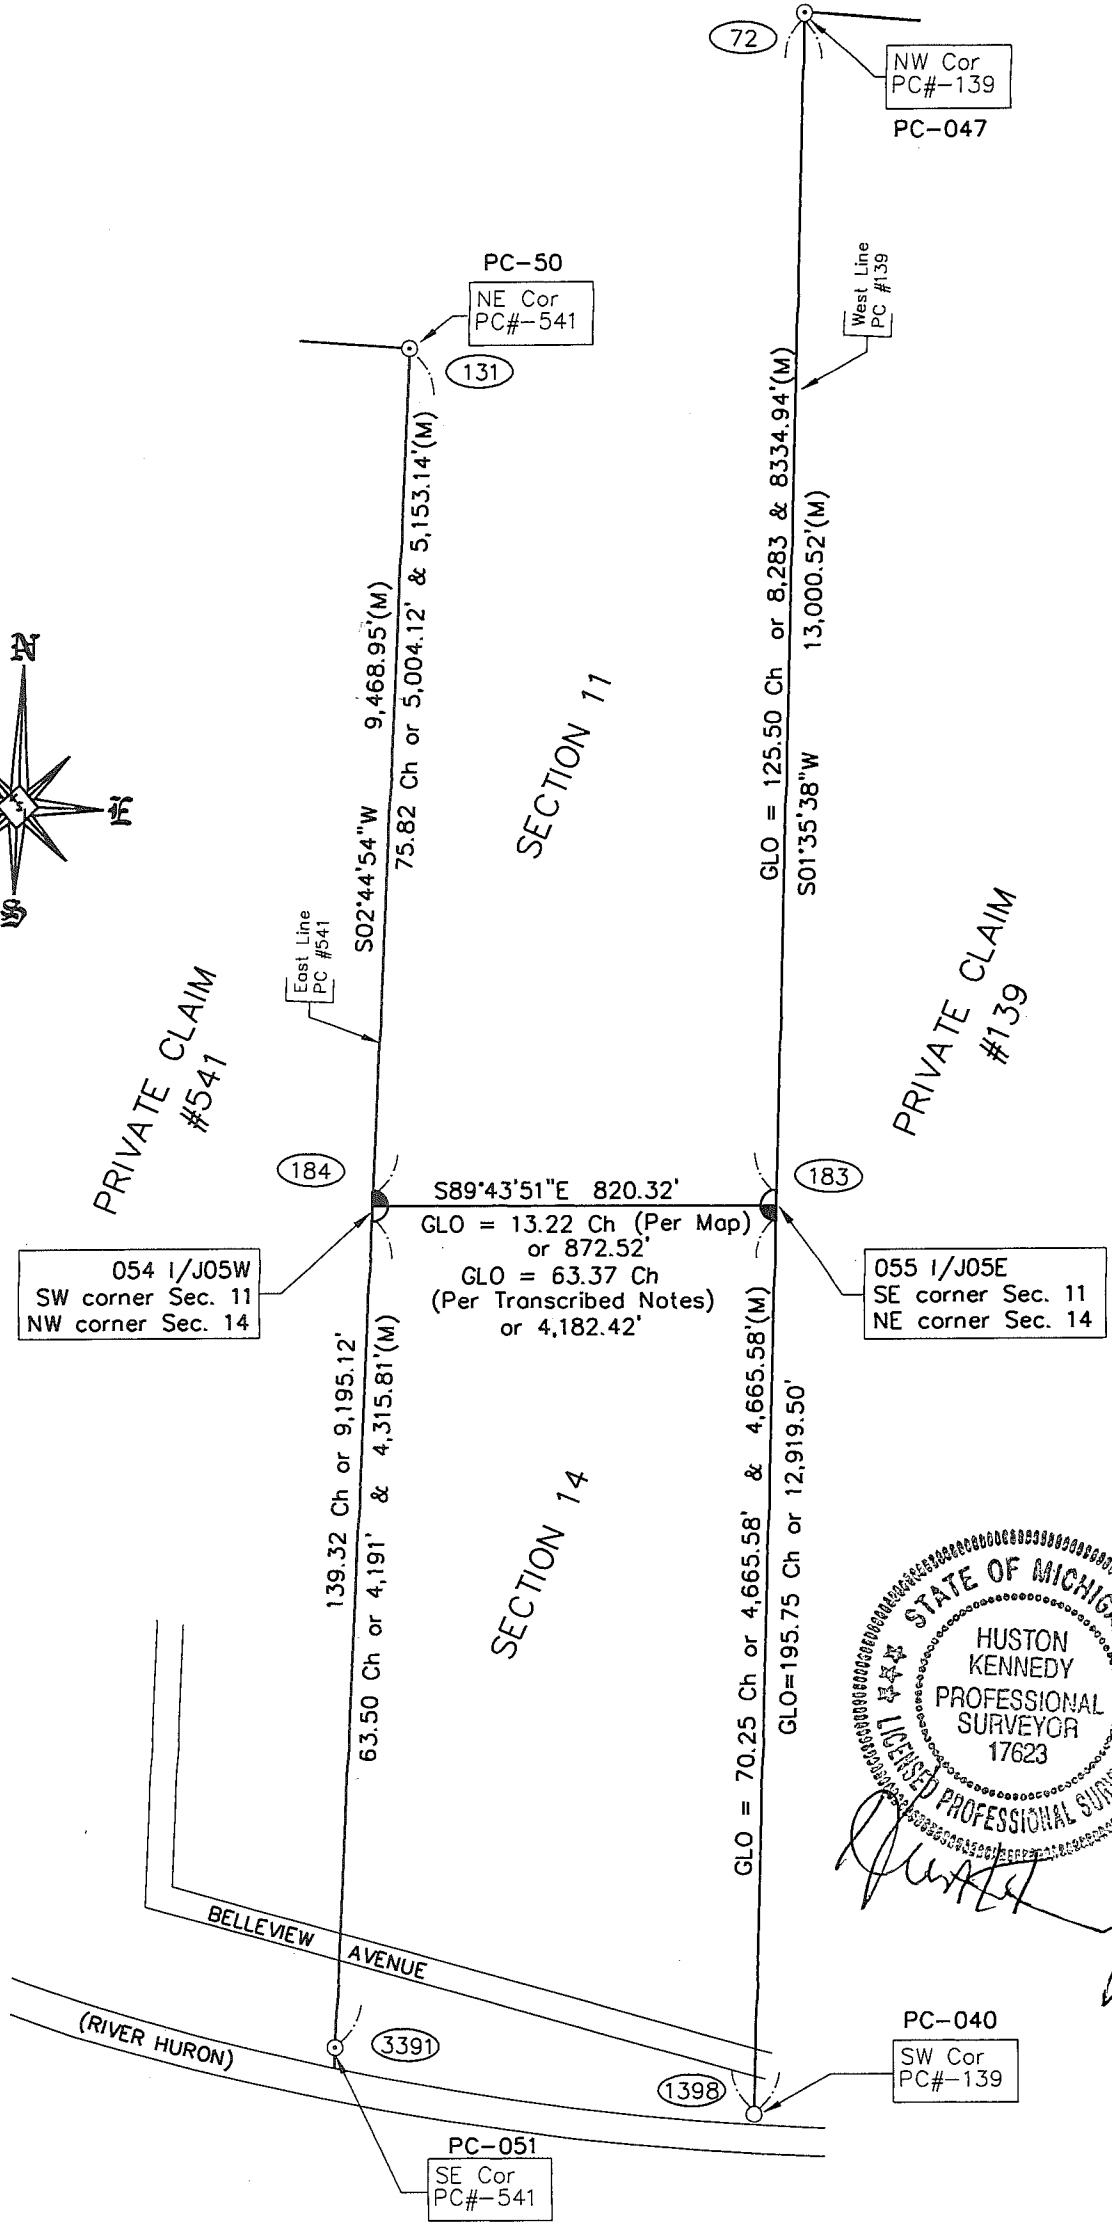 72
NW Cor
PC#-139
PC-047
PC-50
NE Cor
PC#-541
131
West Line
PC #139
9,468.95'(M)
S02°44'54"W
75.82 Ch or 5,004.12' & 5,153.14'(M)
SECTION 11
GLO = 125.50 Ch or 8,283 & 8334.94'(M)
13,000.52'(M)
S01°35'38"W
N
E
S
East Line
PC #541
PRIVATE CLAIM
#541
PRIVATE CLAIM
#139
184
183
S89°43'51"E 820.32'
GLO = 13.22 Ch (Per Map)
or 872.52'
GLO = 63.37 Ch
(Per Transcribed Notes)
or 4,182.42'
054 I/J05W
SW corner Sec. 11
NW corner Sec. 14
055 I/J05E
SE corner Sec. 11
NE corner Sec. 14
139.32 Ch or 9,195.12'
63.50 Ch or 4,191' & 4,315.81'(M)
SECTION 14
GLO = 70.25 Ch or 4,665.58' & 4,665.58'(M)
GLO=195.75 Ch or 12,919.50'
STATE OF MICHIGA
HUSTON
KENNEDY
PROFESSIONAL
SURVEYOR
17623
LICENSED PROFESSIONAL SURV
BELLEVIEW AVENUE
(RIVER HURON)
3391
1398
PC-040
SW Cor
PC#-139
PC-051
SE Cor
PC#-541